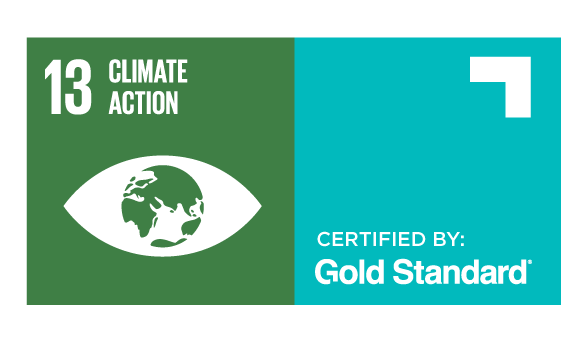 13 CLIMATE
ACTION
CERTIFIED BY:
Gold Standard®